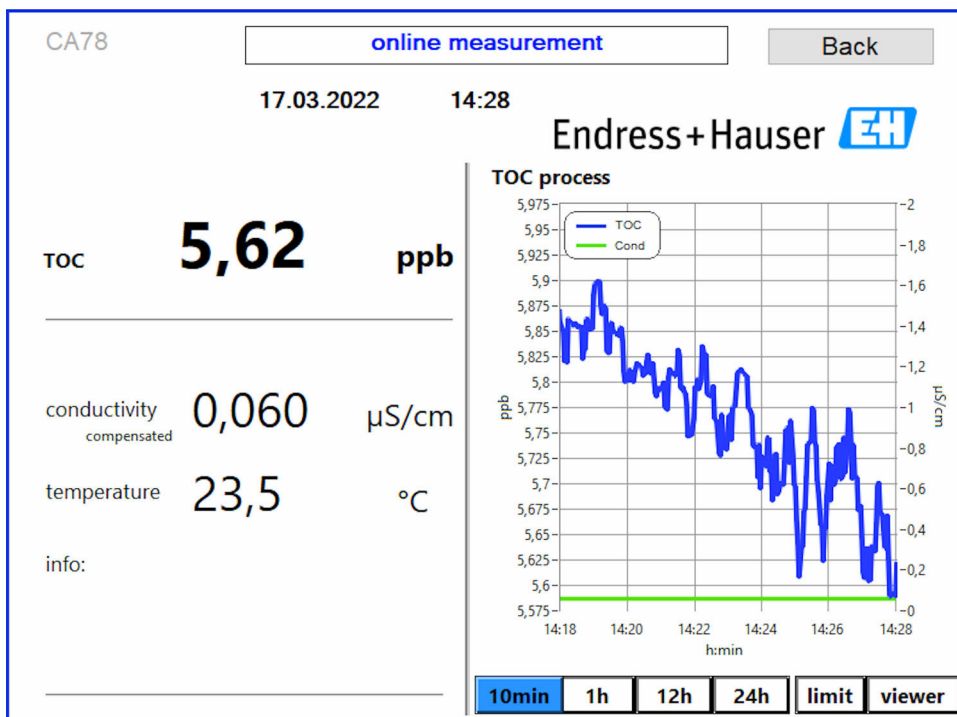 CA78
online measurement
Back
17.03.2022 14:28
Endress+Hauser EH
TOC 5,62 ppb
conductivity compensated 0,060 µS/cm
temperature 23,5 °C
info:
TOC process
TOC
Cond
5,975
5,95
5,925
5,9
5,875
5,85
5,825
5,8
5,775
5,75
5,725
5,7
5,675
5,65
5,625
5,6
5,575
ppb
2
1,8
1,6
1,4
1,2
1
0,8
0,6
0,4
0,2
0
µS/cm
14:18 14:20 14:22 14:24 14:26 14:28
h:min
10min 1h 12h 24h limit viewer